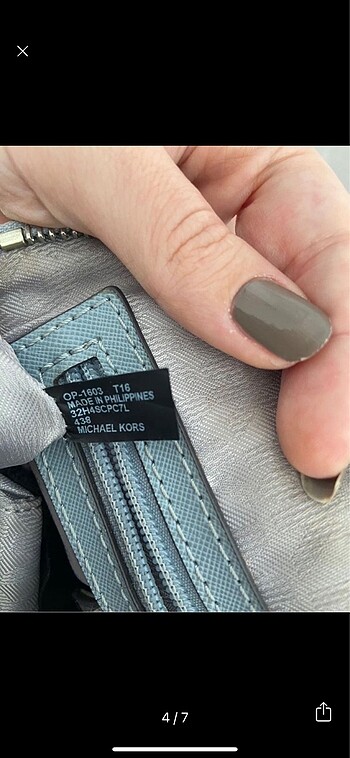 OP-1603 T16
MADE IN PHILIPPINES
32H4SCPC7L
438
MICHAEL KORS
4/7